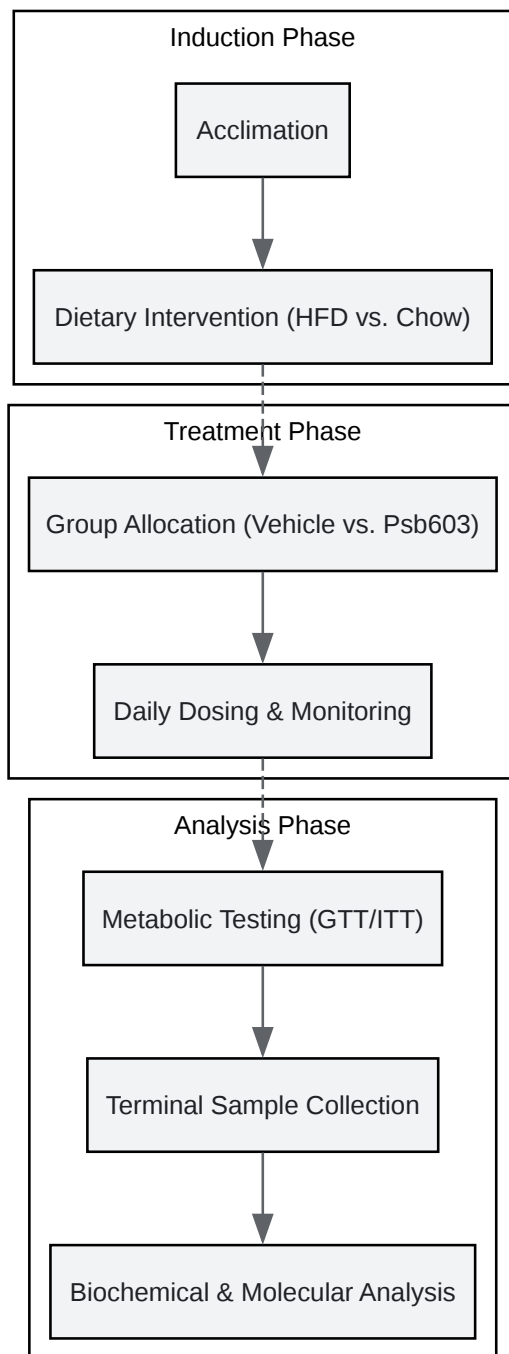 Induction Phase
Acclimation
Dietary Intervention (HFD vs. Chow)
Treatment Phase
Group Allocation (Vehicle vs. Psb603)
Daily Dosing & Monitoring
Analysis Phase
Metabolic Testing (GTT/ITT)
Terminal Sample Collection
Biochemical & Molecular Analysis